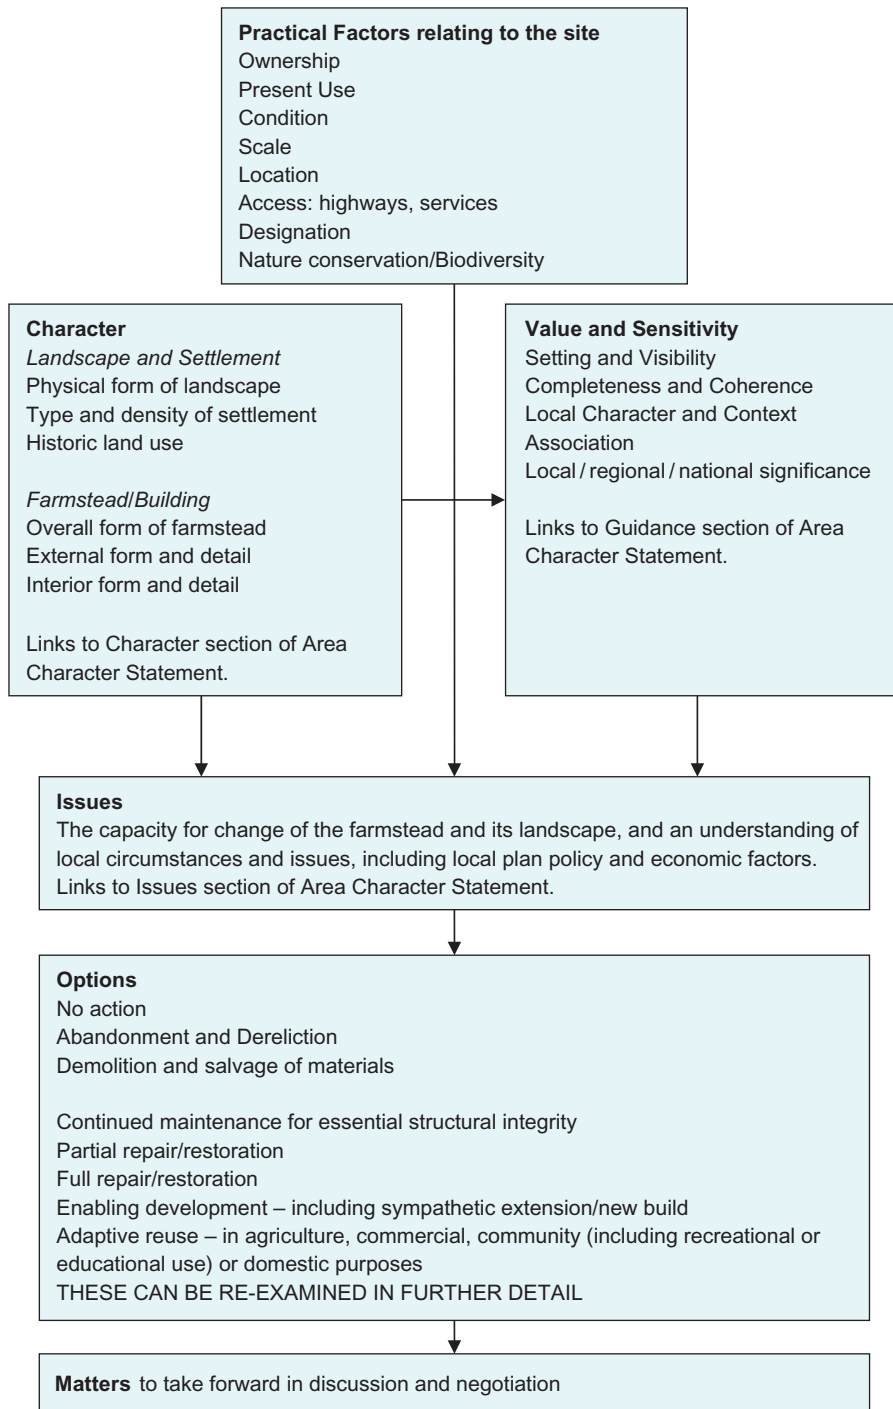 Practical Factors relating to the site
Ownership
Present Use
Condition
Scale
Location
Access: highways, services
Designation
Nature conservation/Biodiversity
Character
Landscape and Settlement
Physical form of landscape
Type and density of settlement
Historic land use
Farmstead/Building
Overall form of farmstead
External form and detail
Interior form and detail
Links to Character section of Area
Character Statement.
Value and Sensitivity
Setting and Visibility
Completeness and Coherence
Local Character and Context
Association
Local / regional / national significance
Links to Guidance section of Area
Character Statement.
Issues
The capacity for change of the farmstead and its landscape, and an understanding of
local circumstances and issues, including local plan policy and economic factors.
Links to Issues section of Area Character Statement.
Options
No action
Abandonment and Dereliction
Demolition and salvage of materials
Continued maintenance for essential structural integrity
Partial repair/restoration
Full repair/restoration
Enabling development – including sympathetic extension/new build
Adaptive reuse – in agriculture, commercial, community (including recreational or
educational use) or domestic purposes
THESE CAN BE RE-EXAMINED IN FURTHER DETAIL
Matters to take forward in discussion and negotiation